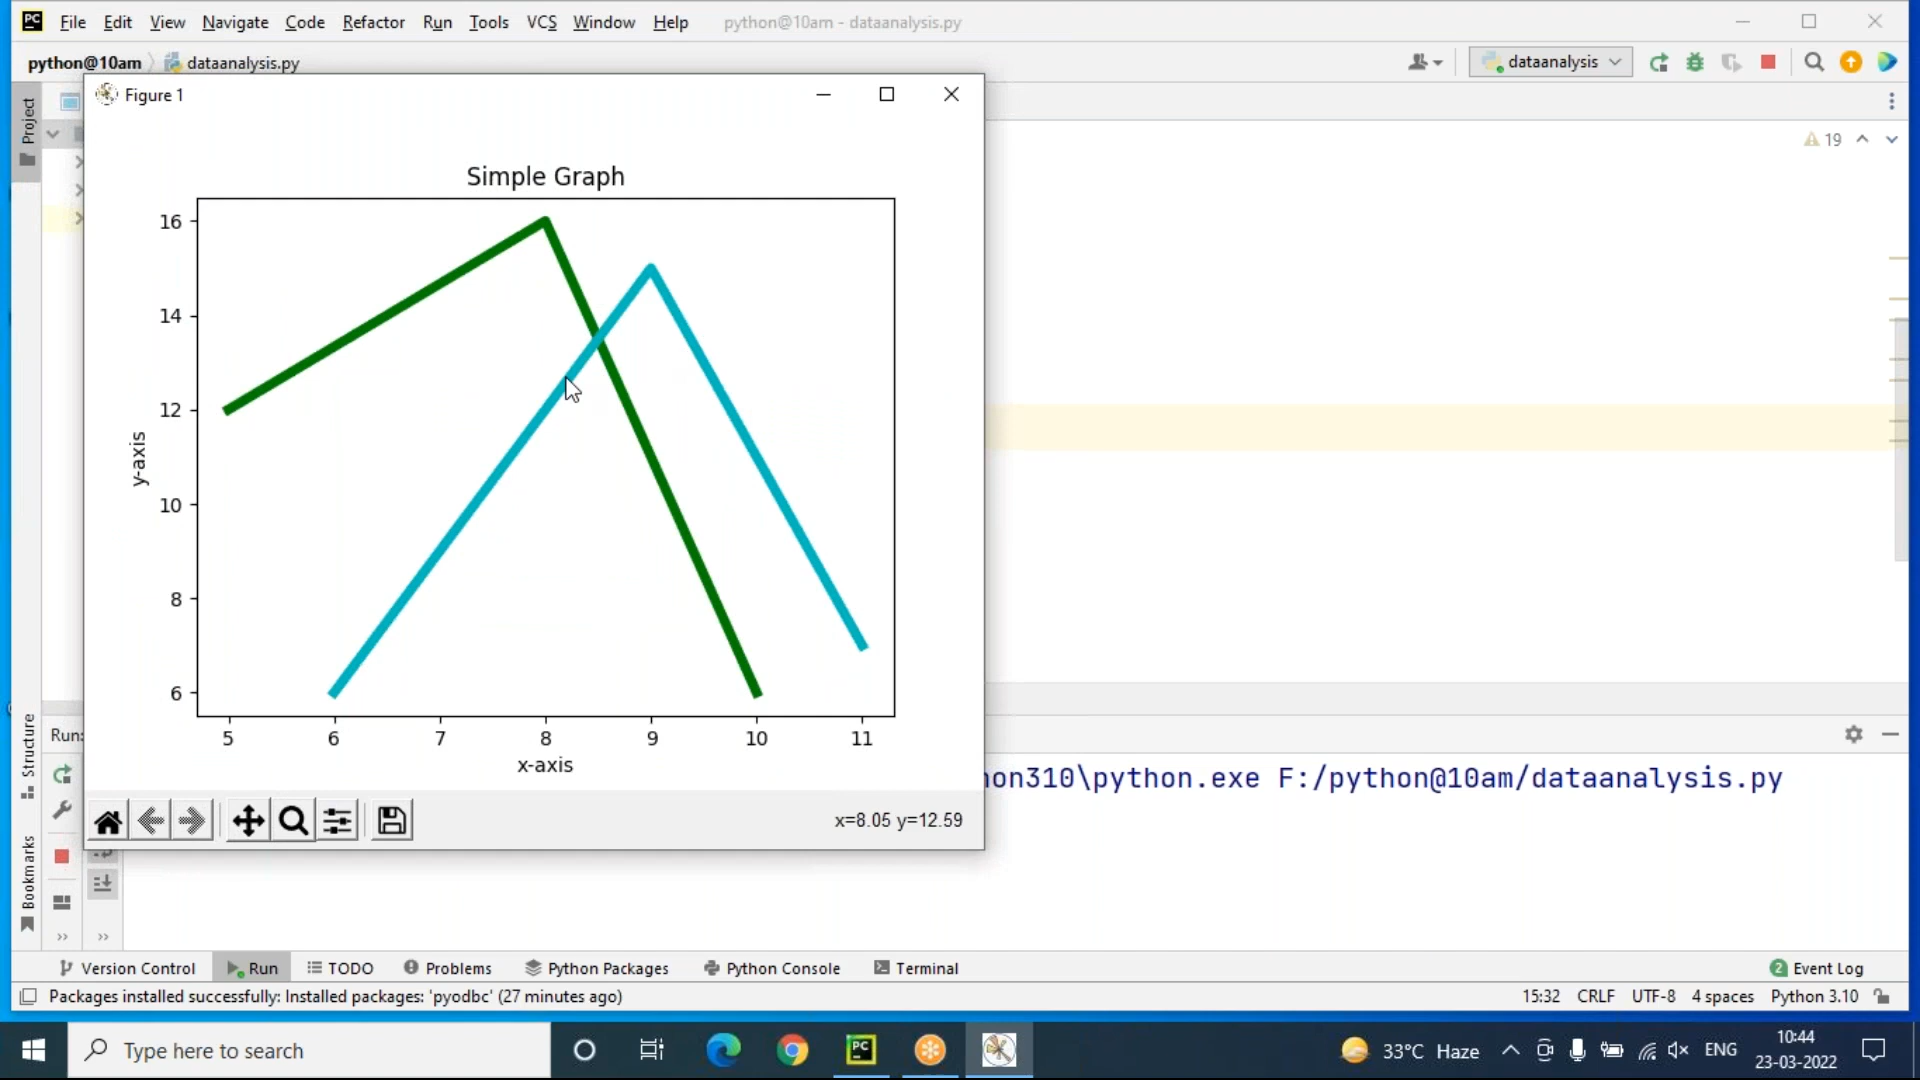 PC File Edit View Navigate Code Refactor Run Tools VCS Window Help python@10am - dataanalysis.py
python@10am dataanalysis.py dataanalysis
Project
Figure 1
19
Simple Graph
16
14
12
10
8
6
y-axis
5 6 7 8 9 10 11
x-axis
x=8.05 y=12.59
Structure
Bookmarks
Run:
hon310\python.exe F:/python@10am/dataanalysis.py
Version Control Run TODO Problems Python Packages Python Console Terminal 2 Event Log
Packages installed successfully: Installed packages: 'pyodbc' (27 minutes ago) 15:32 CRLF UTF-8 4 spaces Python 3.10
Type here to search PC 33°C Haze ENG 10:44
23-03-2022